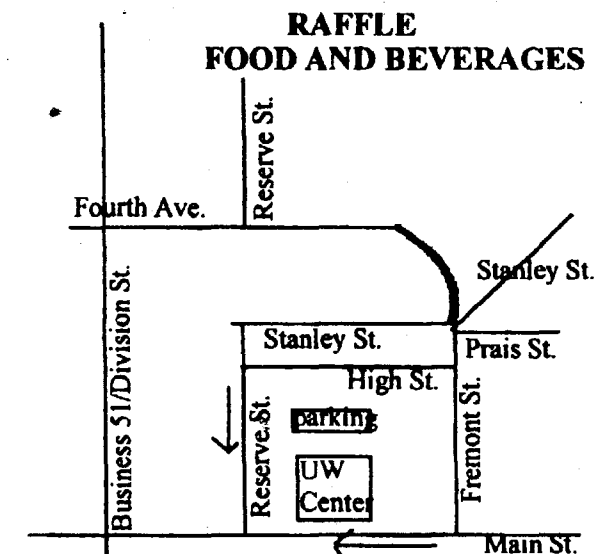 RAFFLE
FOOD AND BEVERAGES
Reserve St.
Fourth Ave.
Stanley St.
Business 51/Division St.
Stanley St.
Prais St.
High St.
Reserve St.
parking
Fremont St.
UW
Center
Main St.